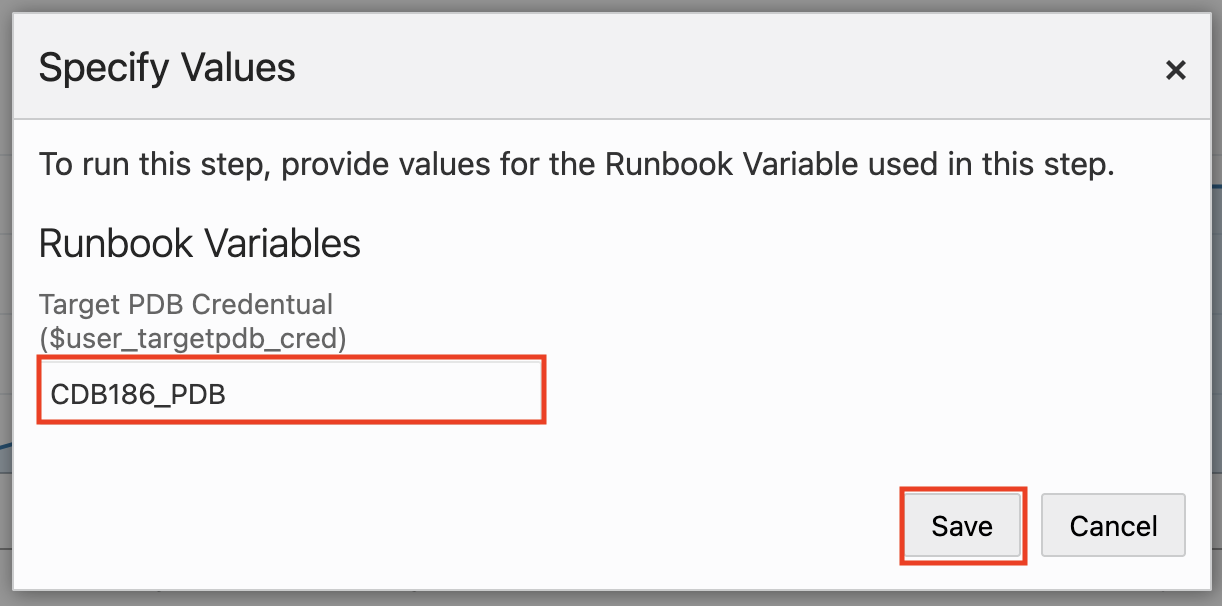 Specify Values
×
To run this step, provide values for the Runbook Variable used in this step.
Runbook Variables
Target PDB Credentual
($user_targetpdb_cred)
CDB186_PDB
Save
Cancel